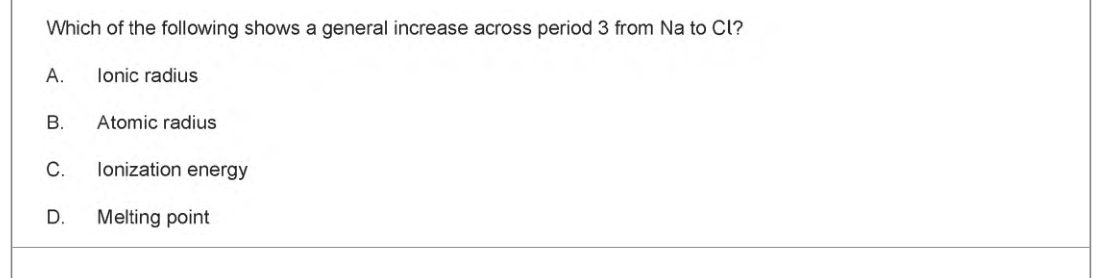 Which of the following shows a general increase across period 3 from Na to Cl?
A. Ionic radius
B. Atomic radius
C. Ionization energy
D. Melting point